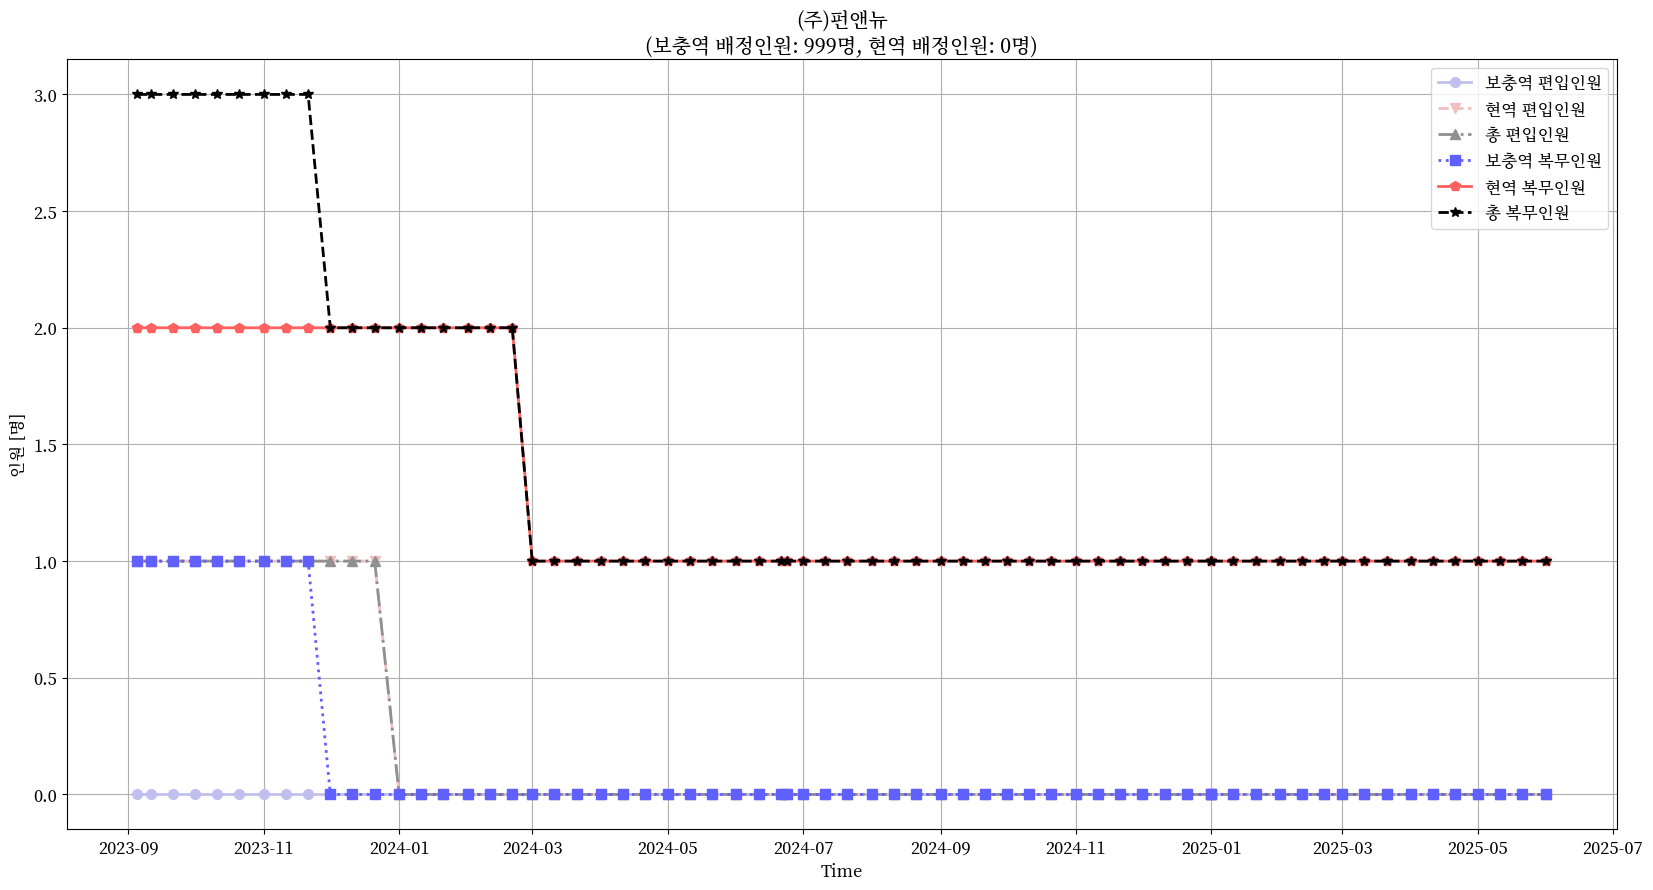 (주)펀앤뉴
(보충역 배정인원: 999명, 현역 배정인원: 0명)
보충역 편입인원
현역 편입인원
총 편입인원
보충역 복무인원
현역 복무인원
총 복무인원
인원 [명]
3.0
2.5
2.0
1.5
1.0
0.5
0.0
2023-09 2023-11 2024-01 2024-03 2024-05 2024-07 2024-09 2024-11 2025-01 2025-03 2025-05 2025-07
Time